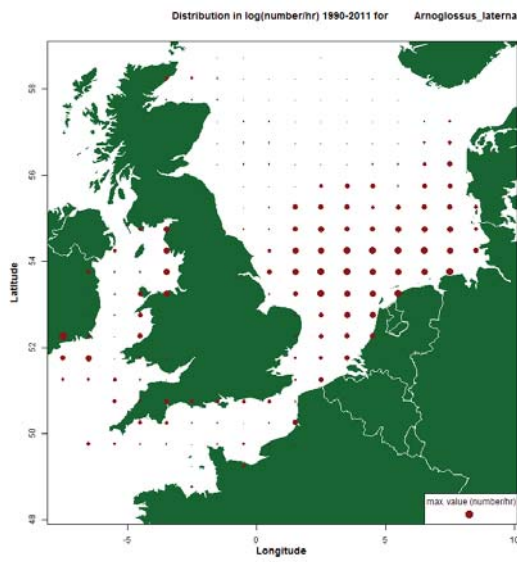 Distribution in log(number/hr) 1990-2011 for Arnoglossus_laterna
58
56
54
52
50
48
Latitude
-5
0
5
10
Longitude
max. value (number/hr)